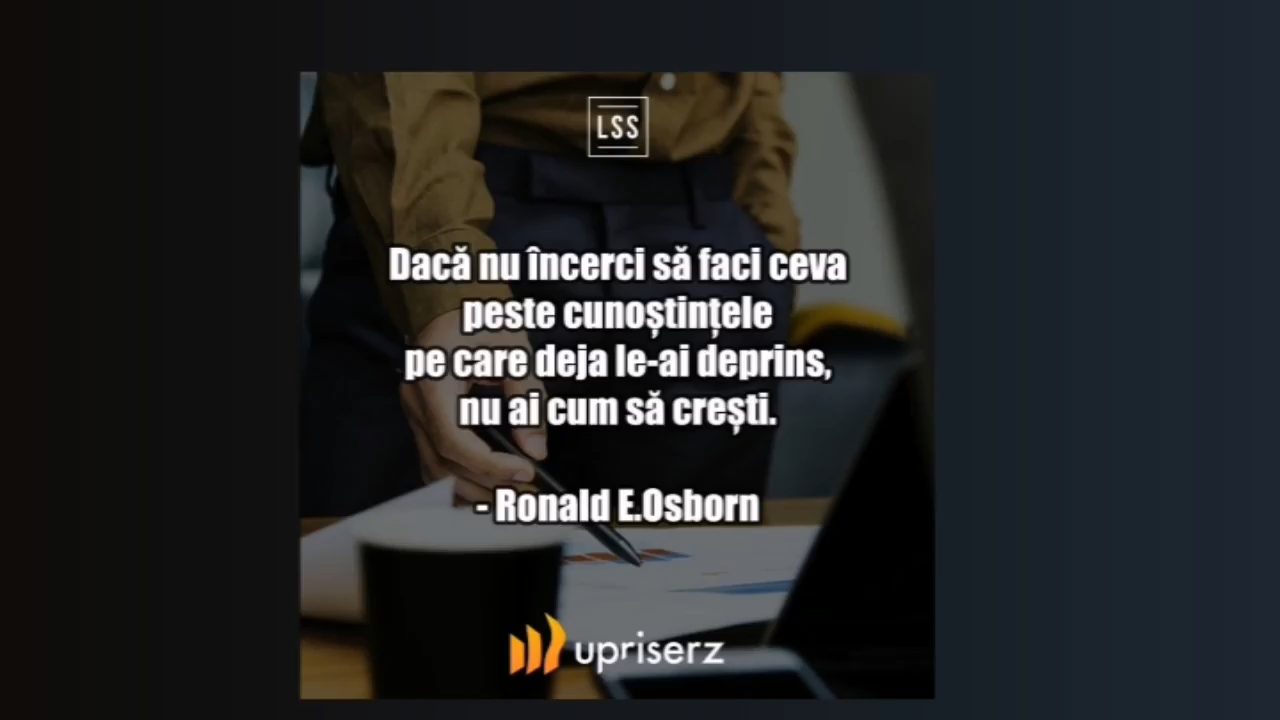 LSS
Dacă nu încerci să faci ceva
peste cunoștințele
pe care deja le-ai deprins,
nu ai cum să crești.
- Ronald E.Osborn
upriserz